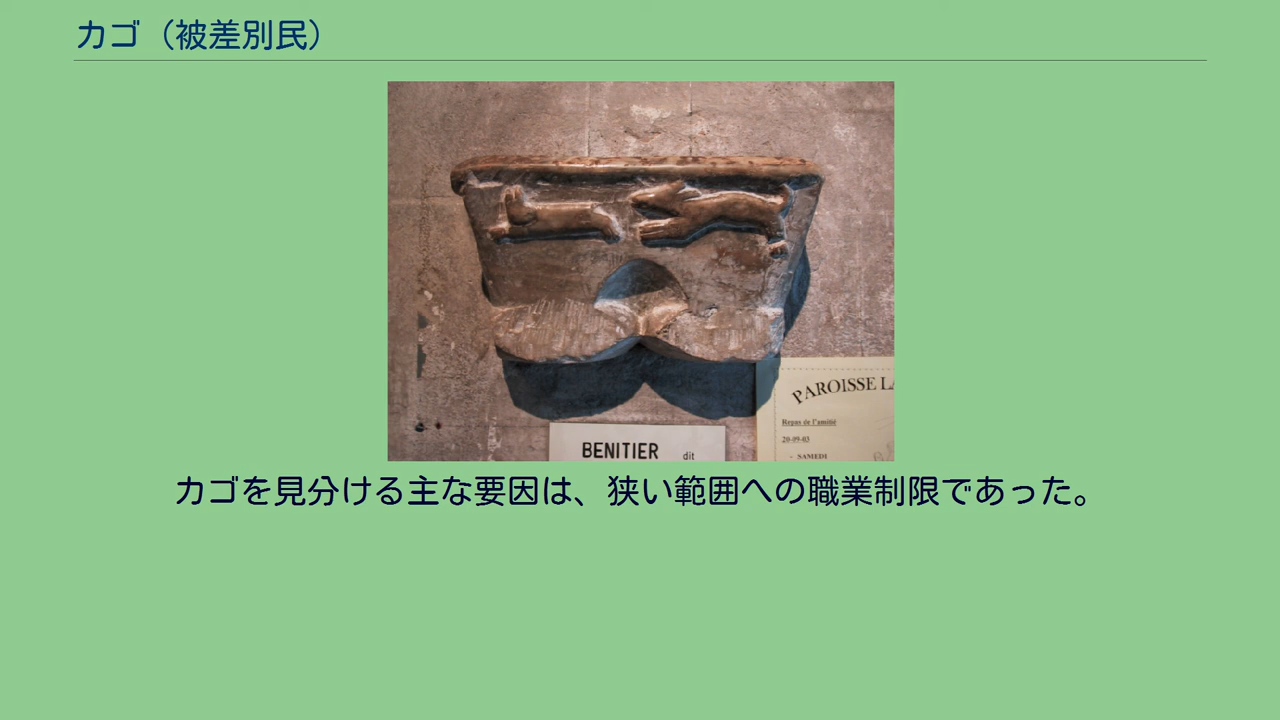 カゴ（被差別民）
PAROISSE
Repas de l'amitié
20-09-03
- SAMEDI
BENITIER dit
カゴを見分ける主な要因は、狭い範囲への職業制限であった。